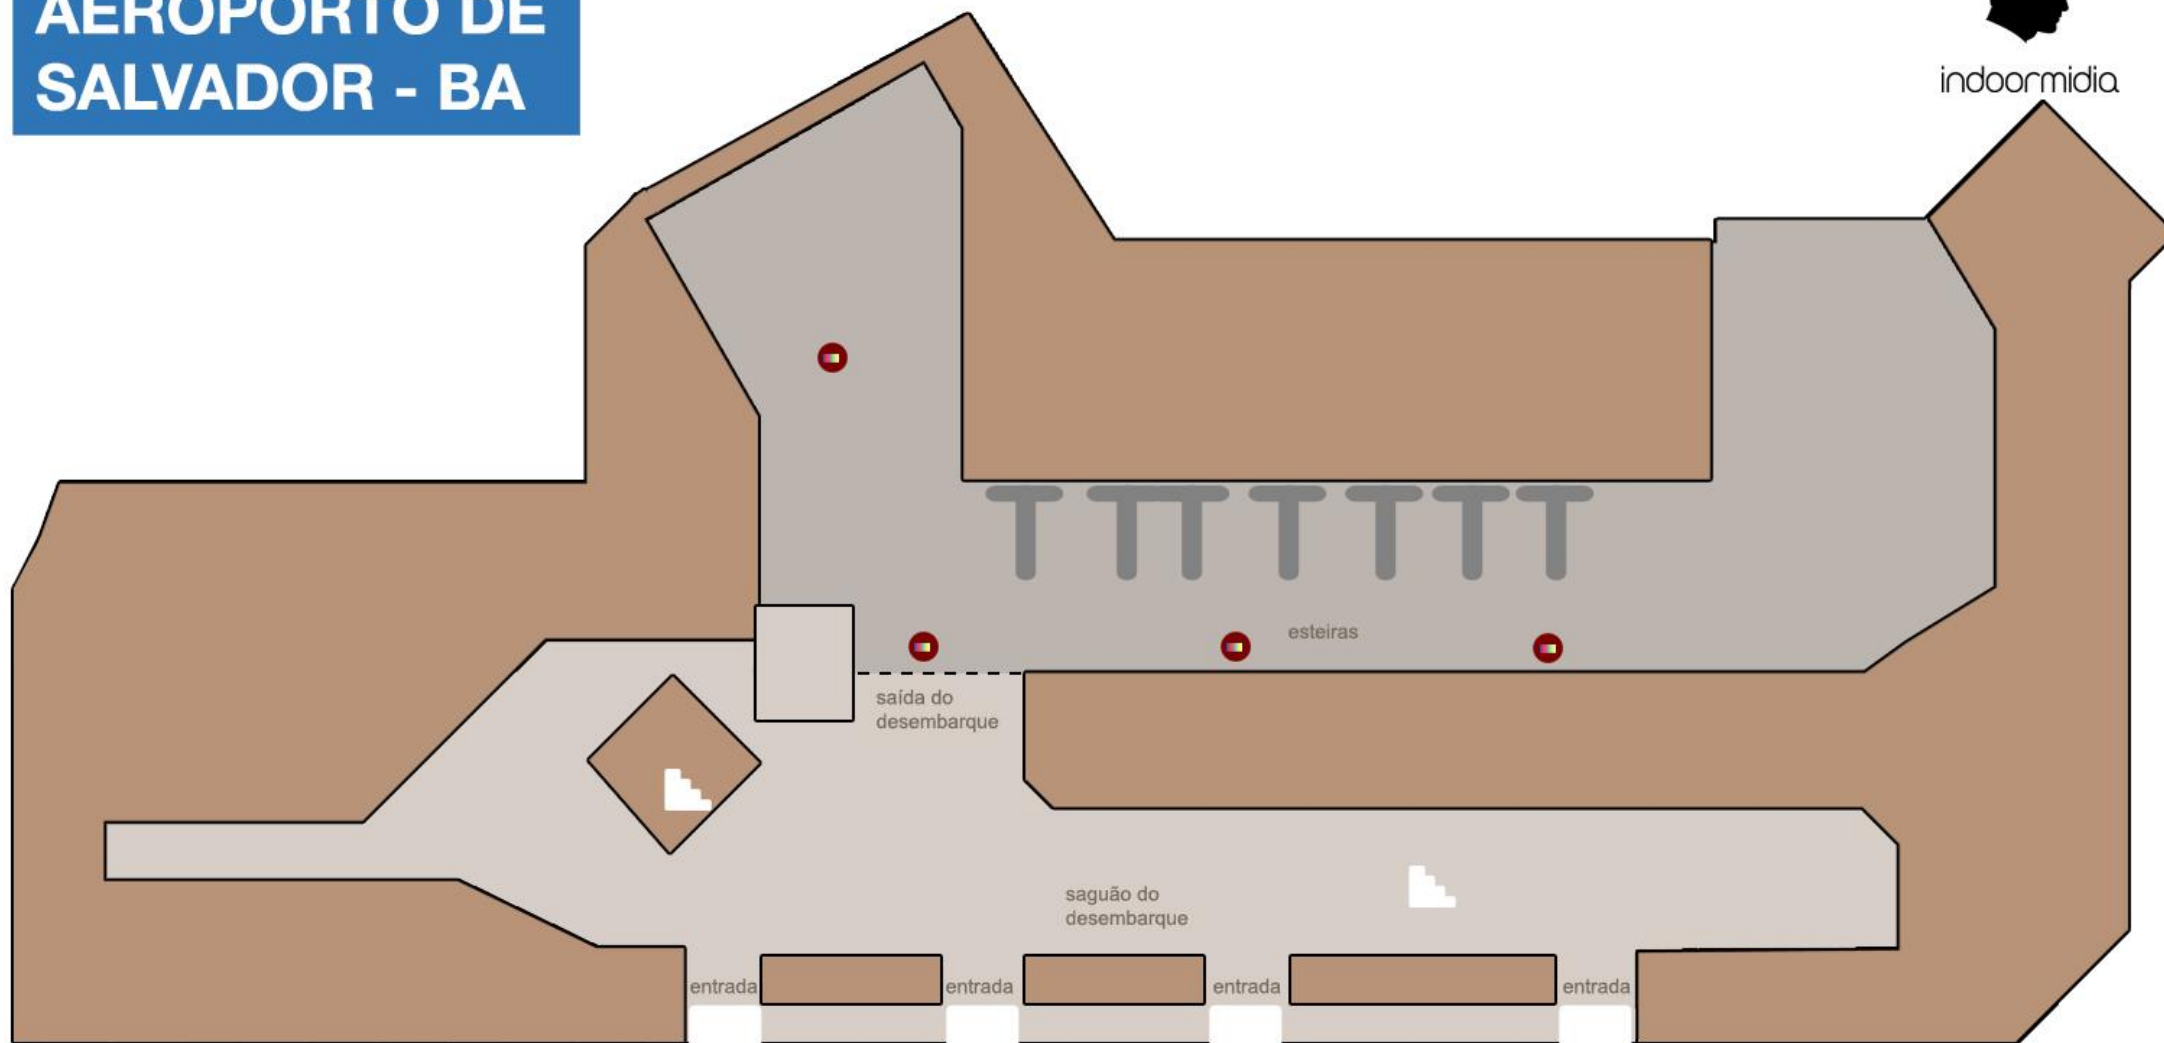 AEROPORTO DE
SALVADOR - BA
indoormidia
esteiras
saída do
desembarque
saguão do
desembarque
entrada
entrada
entrada
entrada